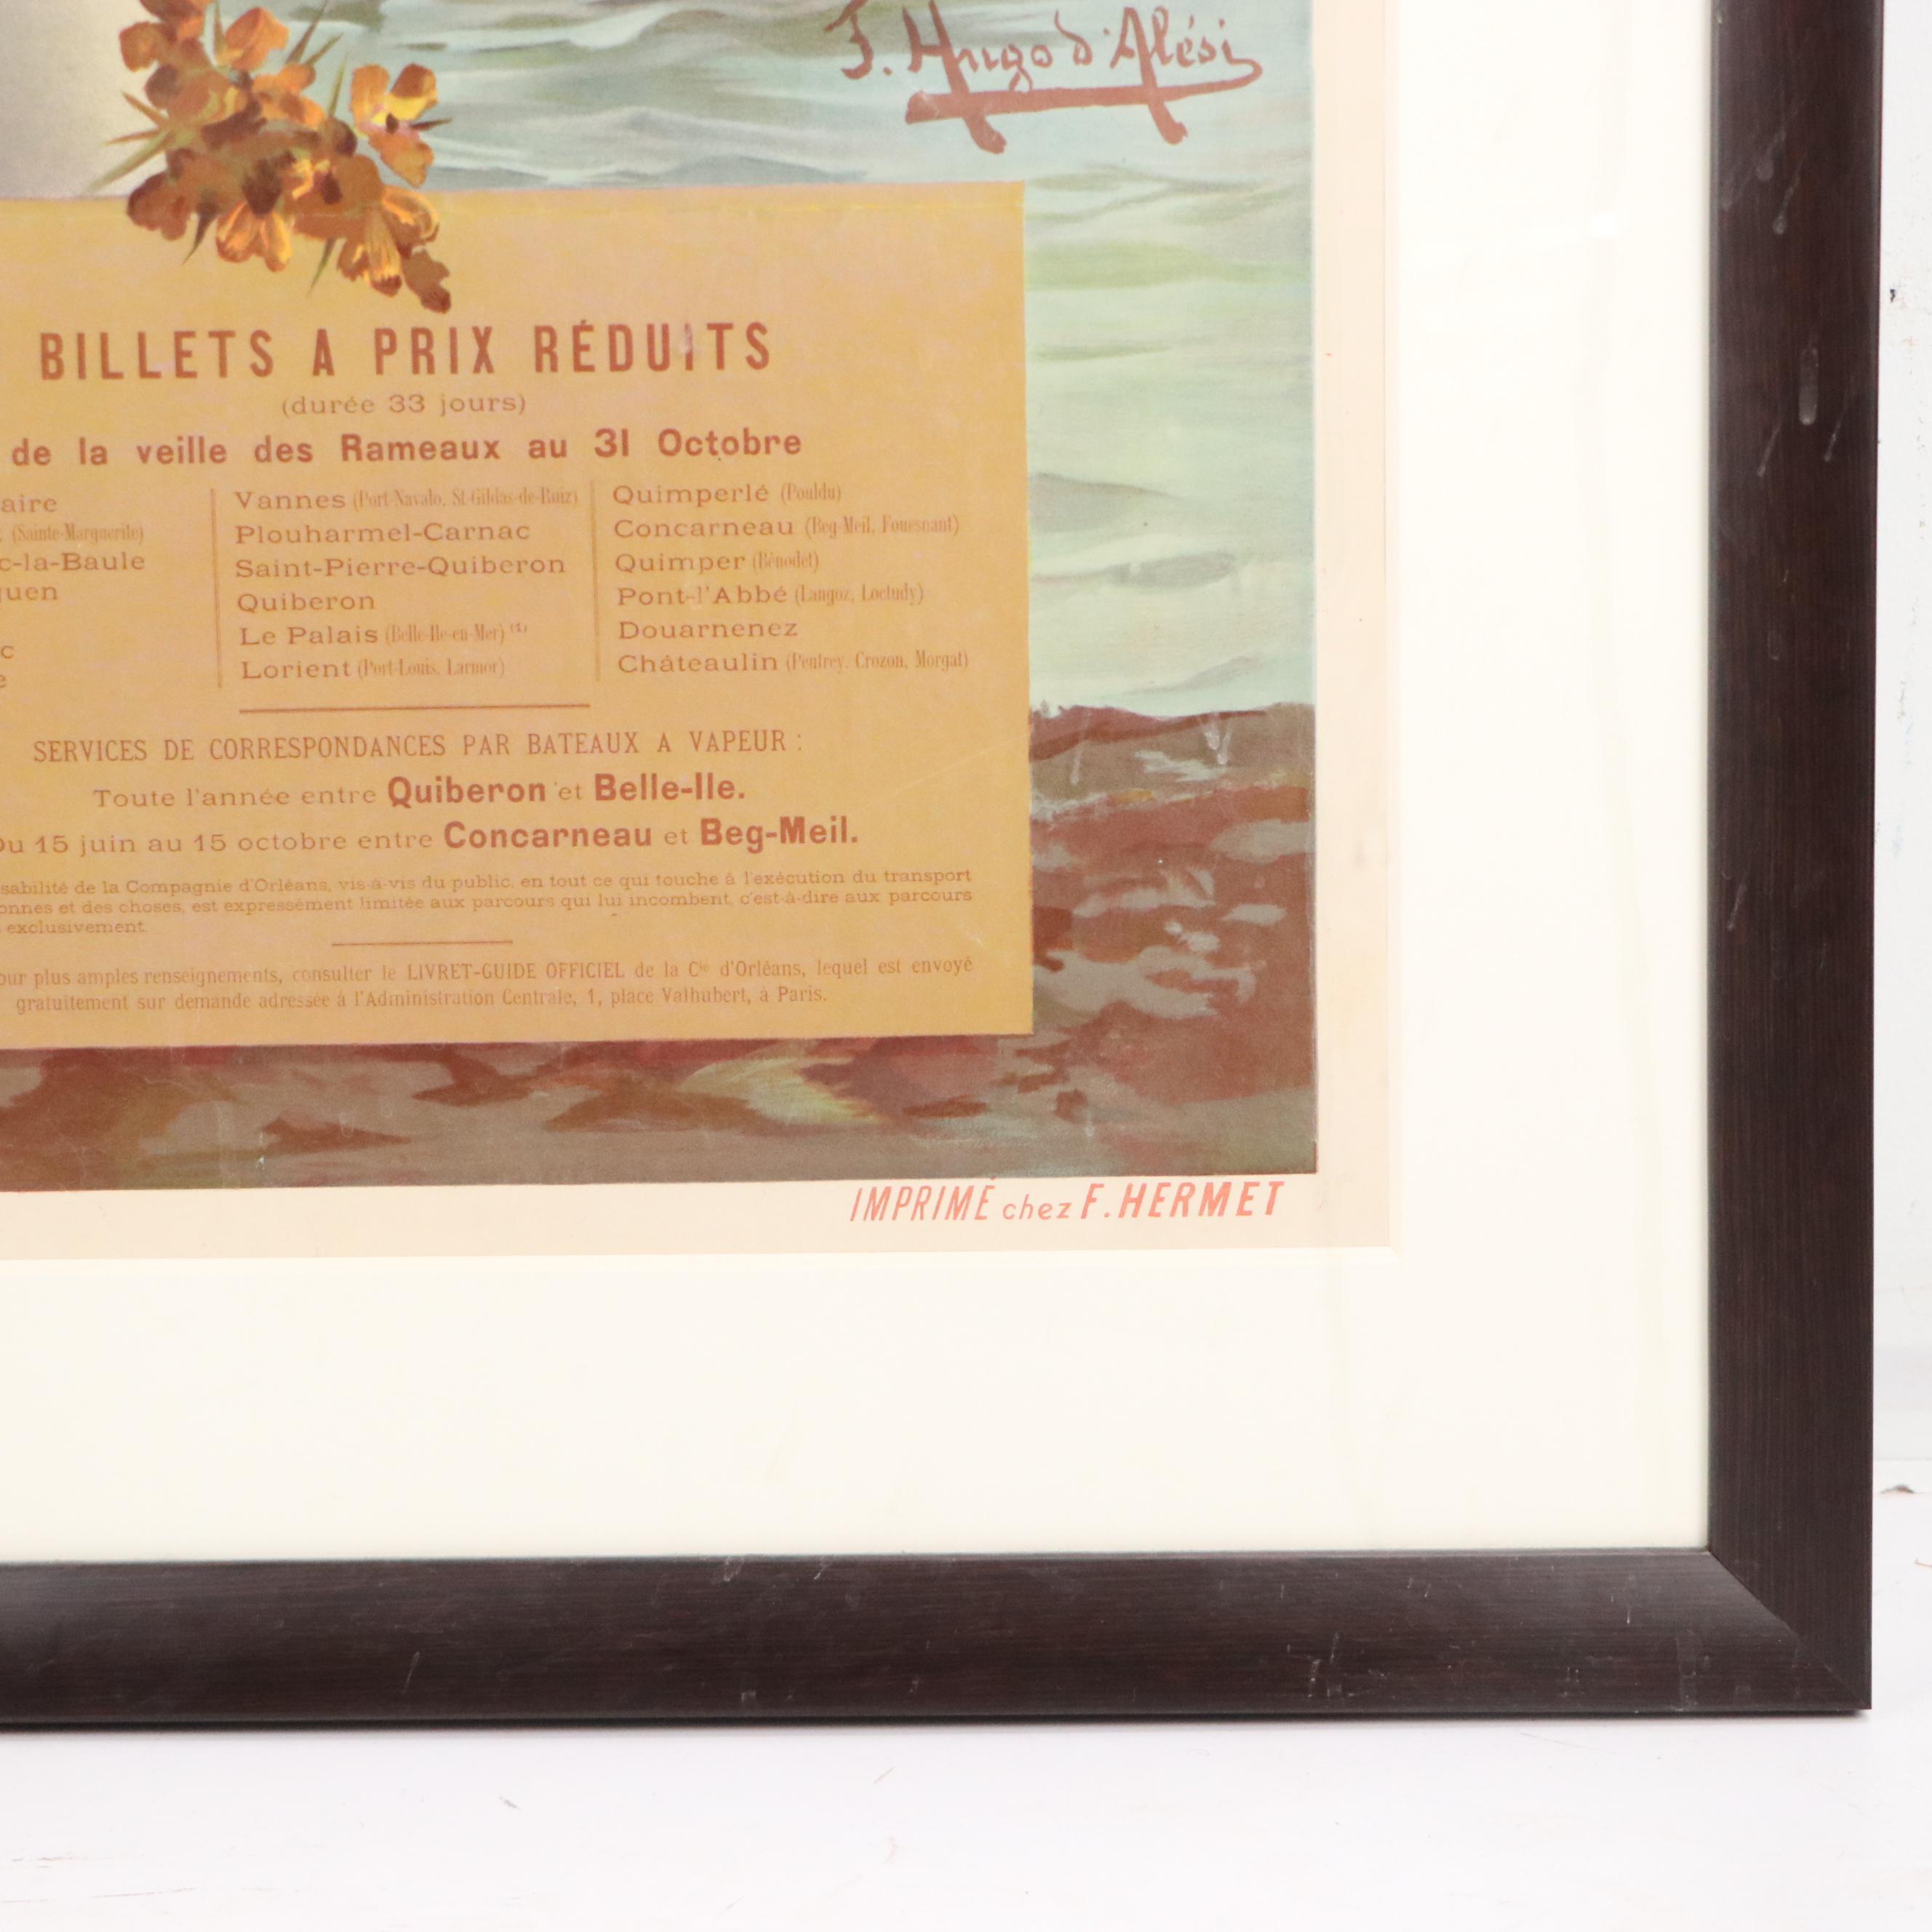 F. Hugo d'Alési
BILLETS A PRIX RÉDUITS
(durée 33 jours)
de la veille des Rameaux au 31 Octobre
aire
(Sainte-Marguerite)
c-la-Baule
guen
c
e
Vannes (Port-Navalo, St-Gildas-de-Ruiz)
Plouharmel-Carnac
Saint-Pierre-Quiberon
Quiberon
Le Palais (Belle-Ile-en-Mer) (1)
Lorient (Port-Louis, Larmor)
Quimperlé (Pouldu)
Concarneau (Beg-Meil, Fouesnant)
Quimper (Bénodet)
Pont-l'Abbé (Langoz, Loctudy)
Douarnenez
Châteaulin (Pentrey, Crozon, Morgat)
SERVICES DE CORRESPONDANCES PAR BATEAUX A VAPEUR :
Toute l'année entre Quiberon et Belle-Ile.
Du 15 juin au 15 octobre entre Concarneau et Beg-Meil.
sabilité de la Compagnie d'Orléans, vis-à-vis du public, en tout ce qui touche à l'exécution du transport
onnes et des choses, est expressément limitée aux parcours qui lui incombent, c'est-à-dire aux parcours
exclusivement.
our plus amples renseignements, consulter le LIVRET-GUIDE OFFICIEL de la Cie d'Orléans, lequel est envoyé
gratuitement sur demande adressée à l'Administration Centrale, 1, place Valhubert, à Paris.
IMPRIMÉ chez F. HERMET